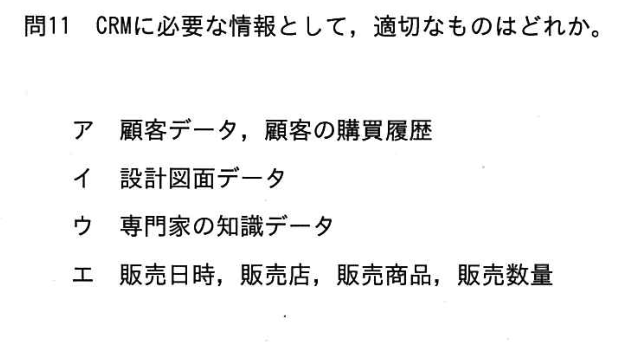 問11　CRMに必要な情報として，適切なものはどれか。
ア　顧客データ，顧客の購買履歴
イ　設計図面データ
ウ　専門家の知識データ
エ　販売日時，販売店，販売商品，販売数量